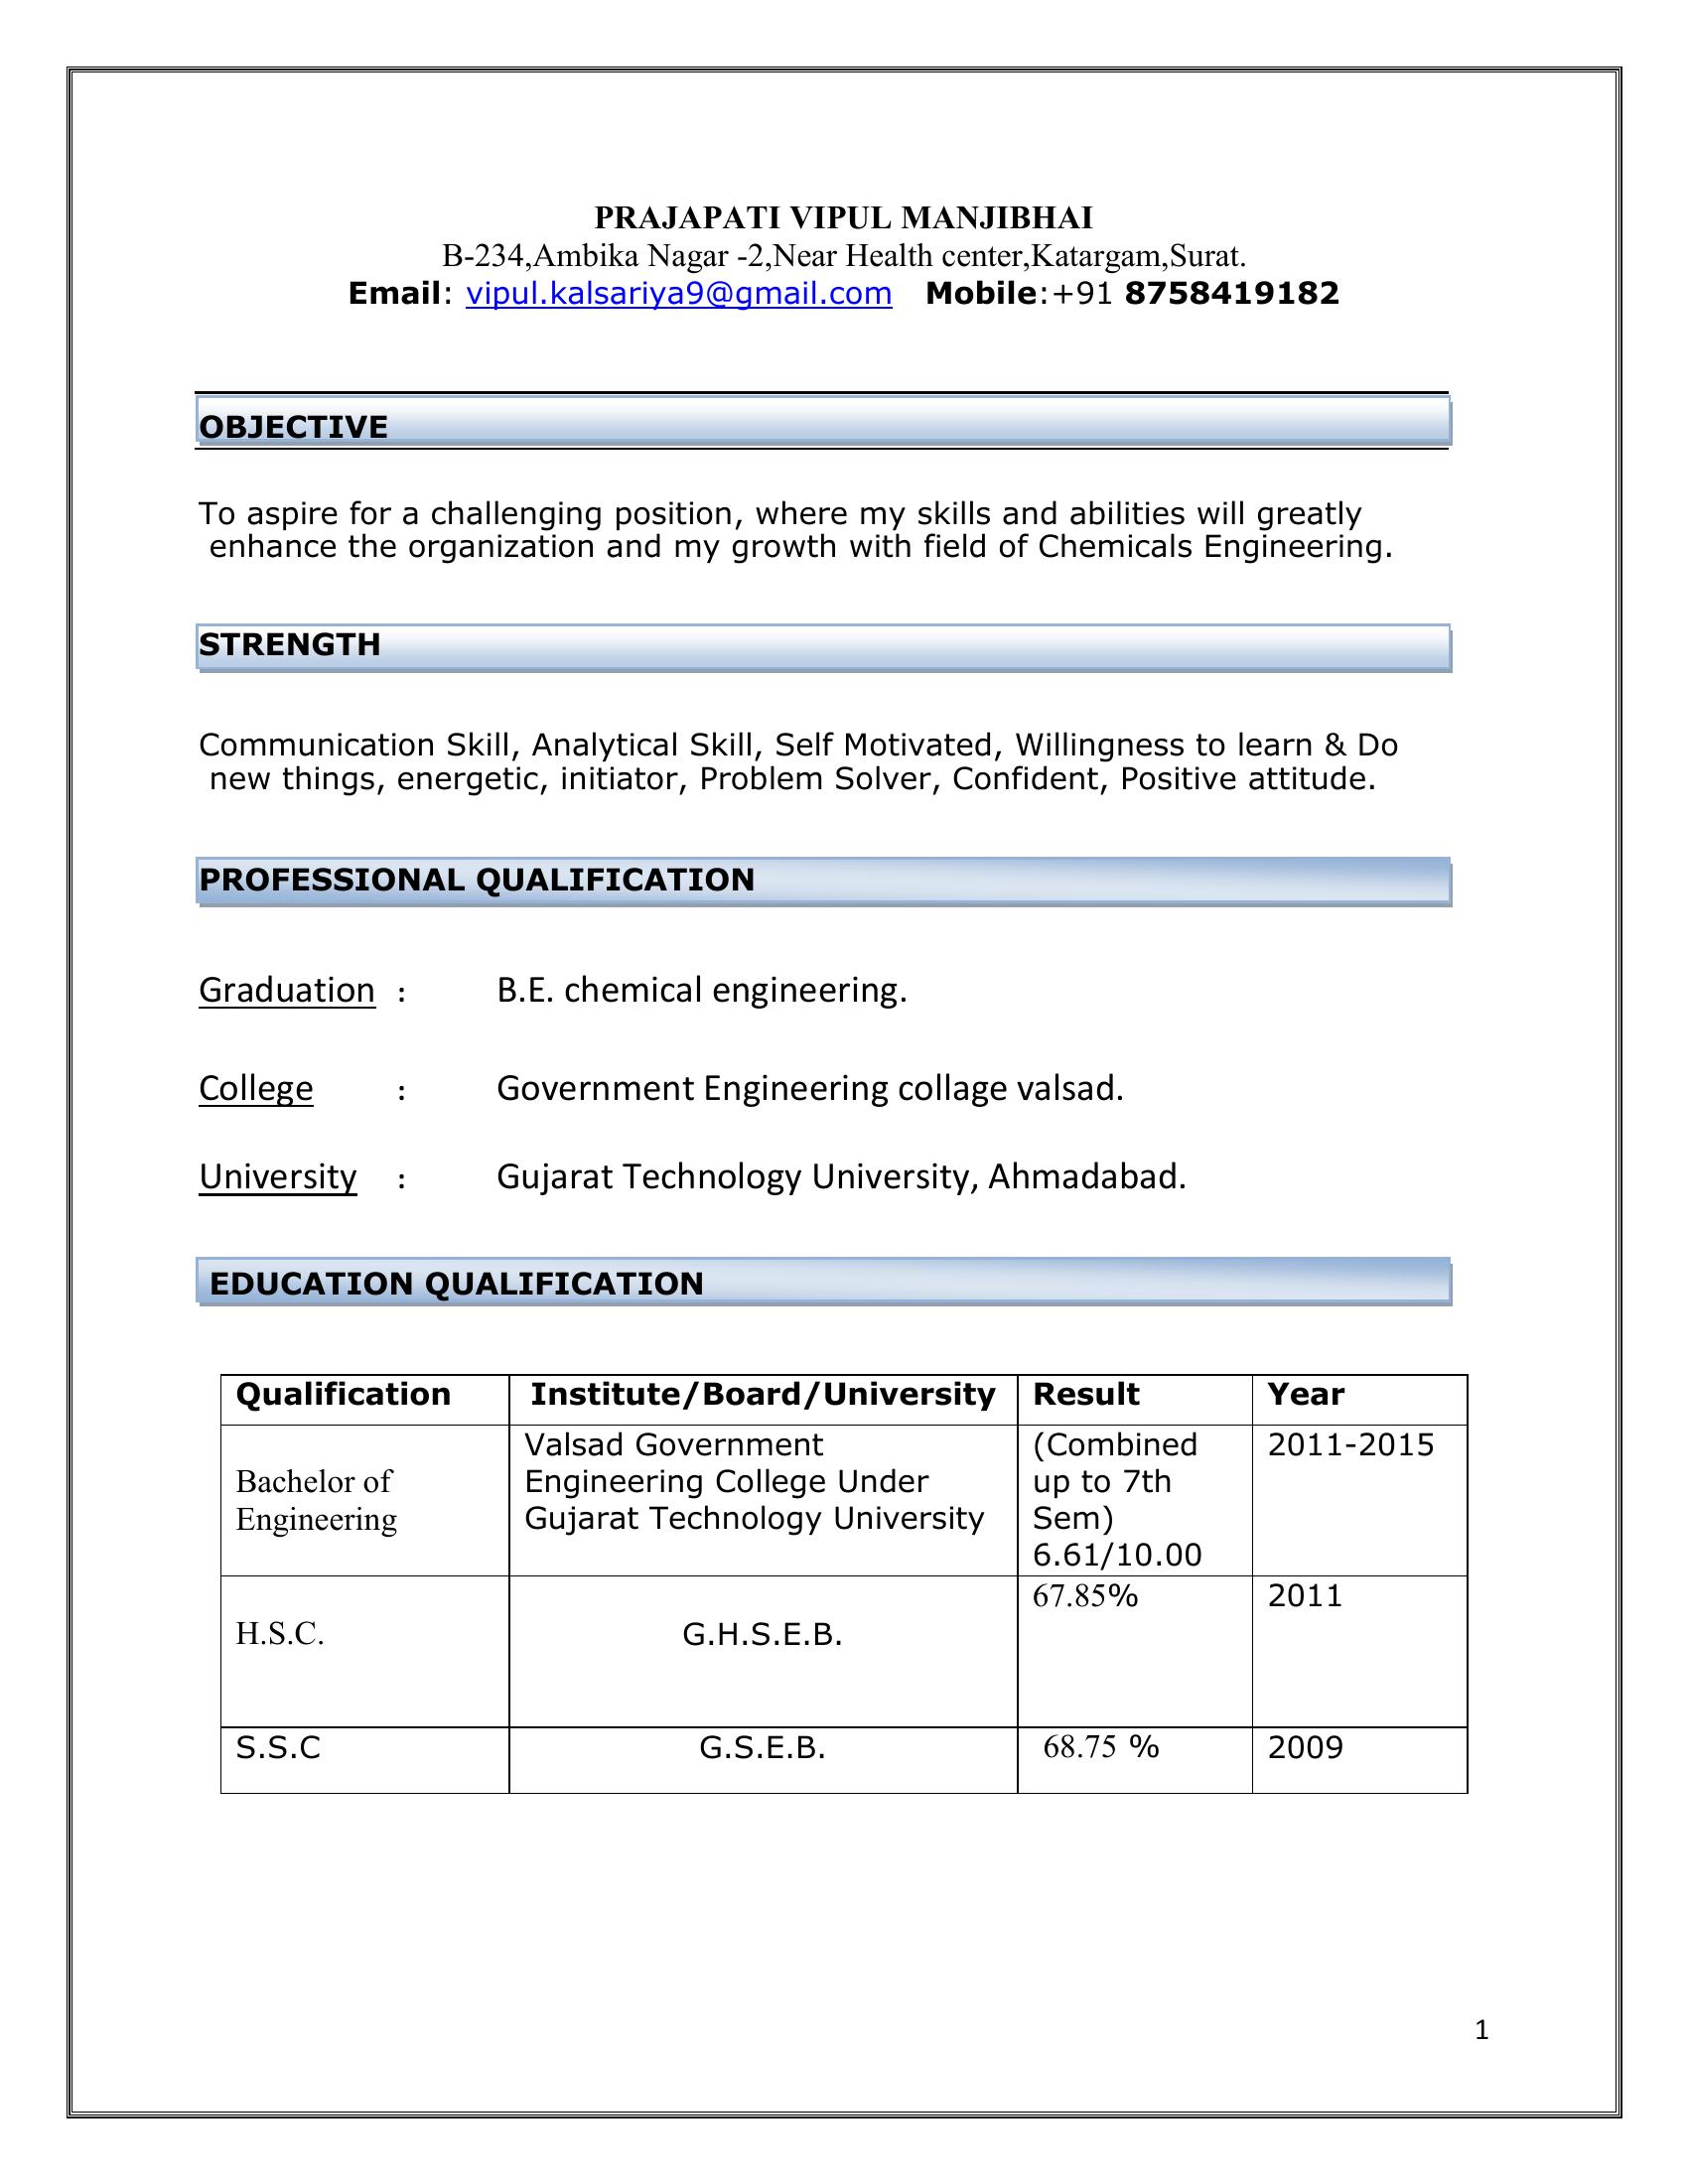 PRAJAPATI VIPUL MANJIBHAI
B-234,Ambika Nagar -2,Near Health center,Katargam,Surat.
Email: vipul.kalsariya9@gmail.com Mobile:+91 8758419182
OBJECTIVE
To aspire for a challenging position, where my skills and abilities will greatly
enhance the organization and my growth with field of Chemicals Engineering.
STRENGTH
Communication Skill, Analytical Skill, Self Motivated, Willingness to learn & Do
new things, energetic, initiator, Problem Solver, Confident, Positive attitude.
PROFESSIONAL QUALIFICATION
Graduation : B.E. chemical engineering.
College : Government Engineering collage valsad.
University : Gujarat Technology University, Ahmadabad.
EDUCATION QUALIFICATION
Qualification Institute/Board/University Result Year
Valsad Government (Combined 2011-2015
Bachelor of Engineering College Under up to 7th
Engineering Gujarat Technology University Sem)
6.61/10.00
67.85% 2011
H.S.C. G.H.S.E.B.
S.S.C G.S.E.B. 68.75 % 2009
1